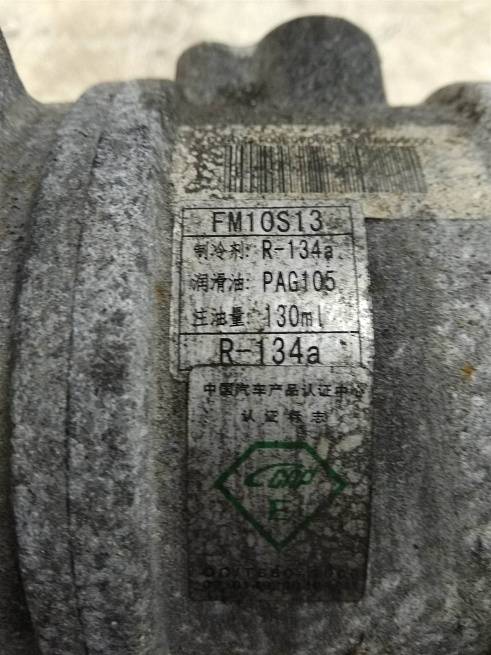 FM10S13
制冷剂: R-134a
润滑油: PAG105
注油量: 130ml
R-134a
中国汽车产品认证中心
认证标志
E